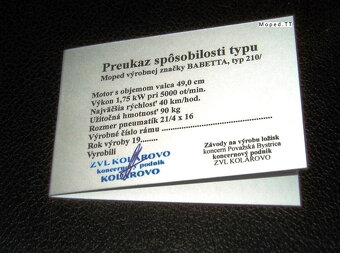 Moped.TT
Preukaz spôsobilosti typu
Moped výrobnej značky BABETTA, typ 210/
Motor s objemom valca 49,0 cm
Výkon 1,75 kW pri 5000 ot/min.
Najväčšia rýchlosť 40 km/hod.
Užitočná hmotnosť 90 kg
Rozmer pneumatík 21/4 x 16
Výrobné číslo rámu
Rok výroby 19.......
Vyrobili
ZVL KOLÁROVO
koncernový podnik
KOLÁROVO
Závody na výrobu ložísk
koncern Považská Bystrica
koncernový podnik
ZVL KOLÁROVO